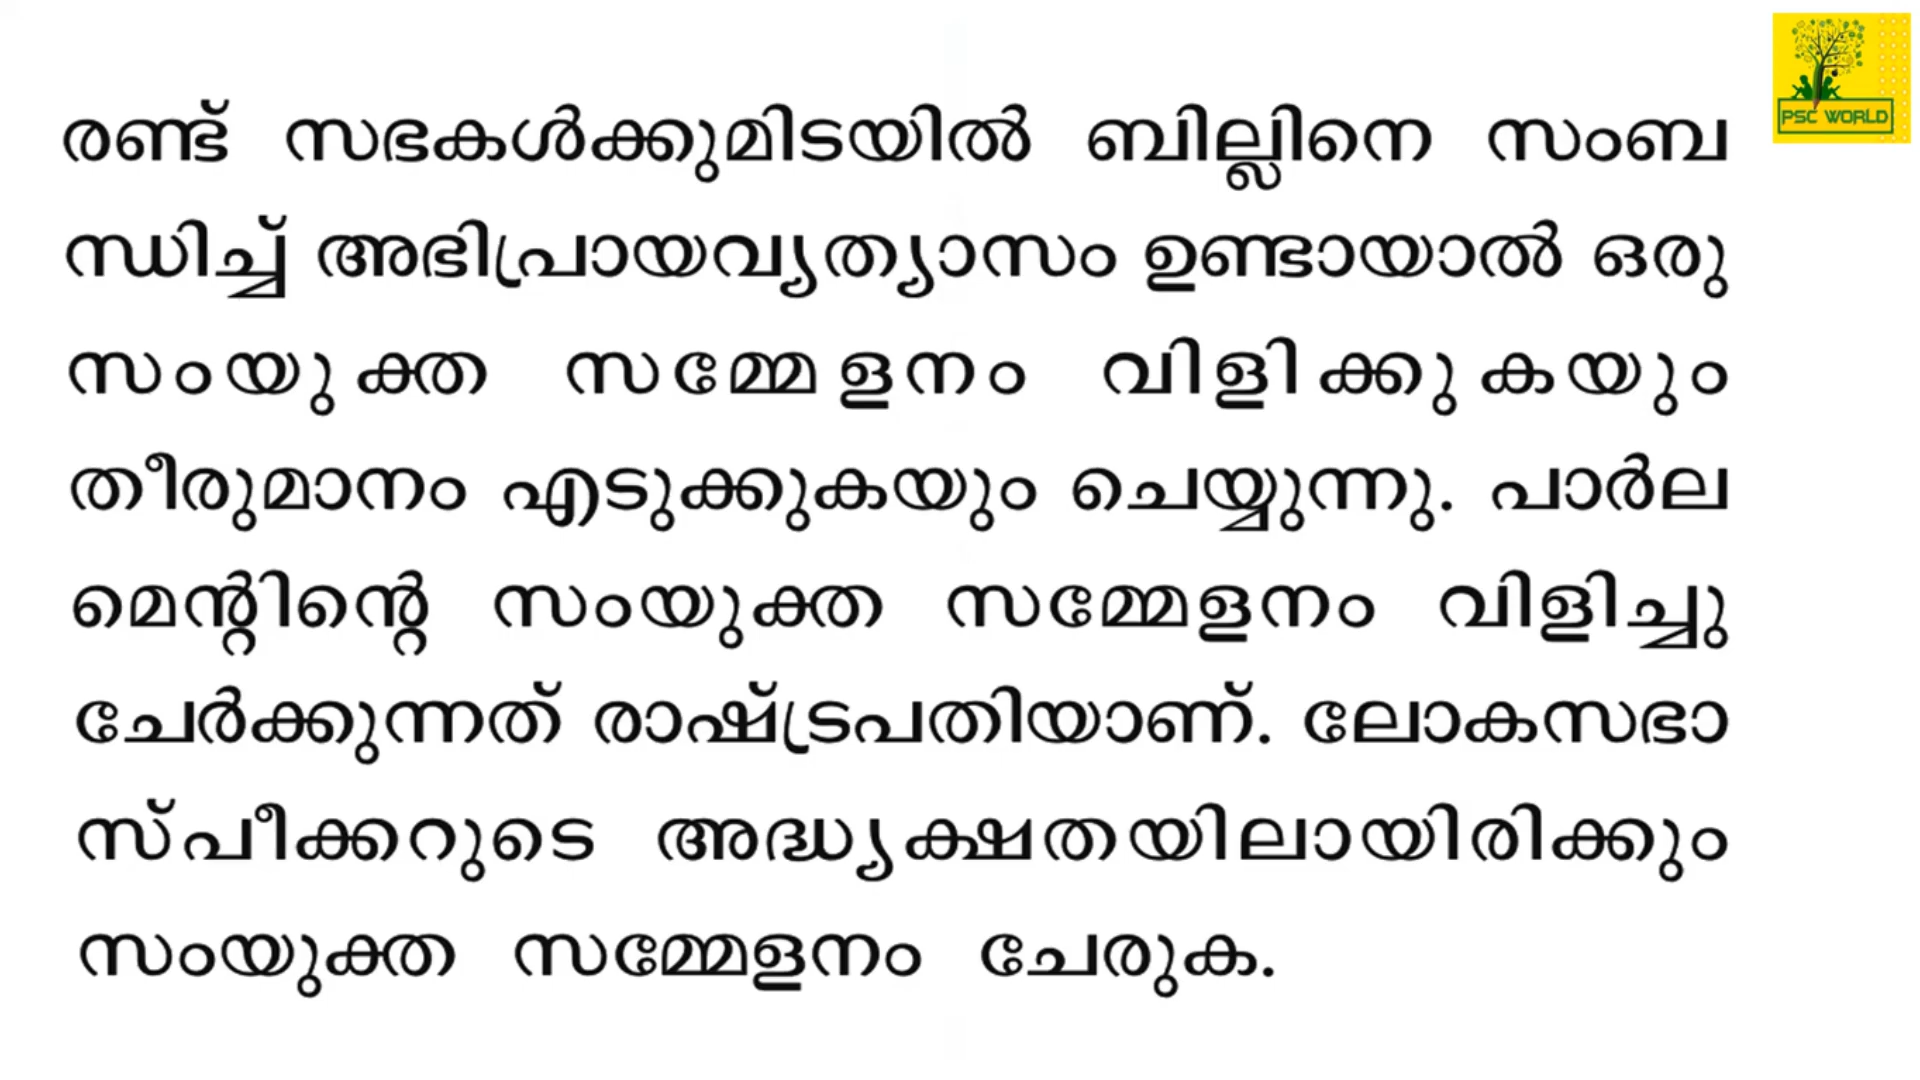 PSC WORLD
രണ്ട് സഭകൾക്കുമിടയിൽ ബില്ലിനെ സംബ
ന്ധിച്ച് അഭിപ്രായവ്യത്യാസം ഉണ്ടായാൽ ഒരു
സംയുക്ത സമ്മേളനം വിളിക്കുകയും
തീരുമാനം എടുക്കുകയും ചെയ്യുന്നു. പാർല
മെന്റിന്റെ സംയുക്ത സമ്മേളനം വിളിച്ചു
ചേർക്കുന്നത് രാഷ്ട്രപതിയാണ്. ലോകസഭാ
സ്പീക്കറുടെ അദ്ധ്യക്ഷതയിലായിരിക്കും
സംയുക്ത സമ്മേളനം ചേരുക.